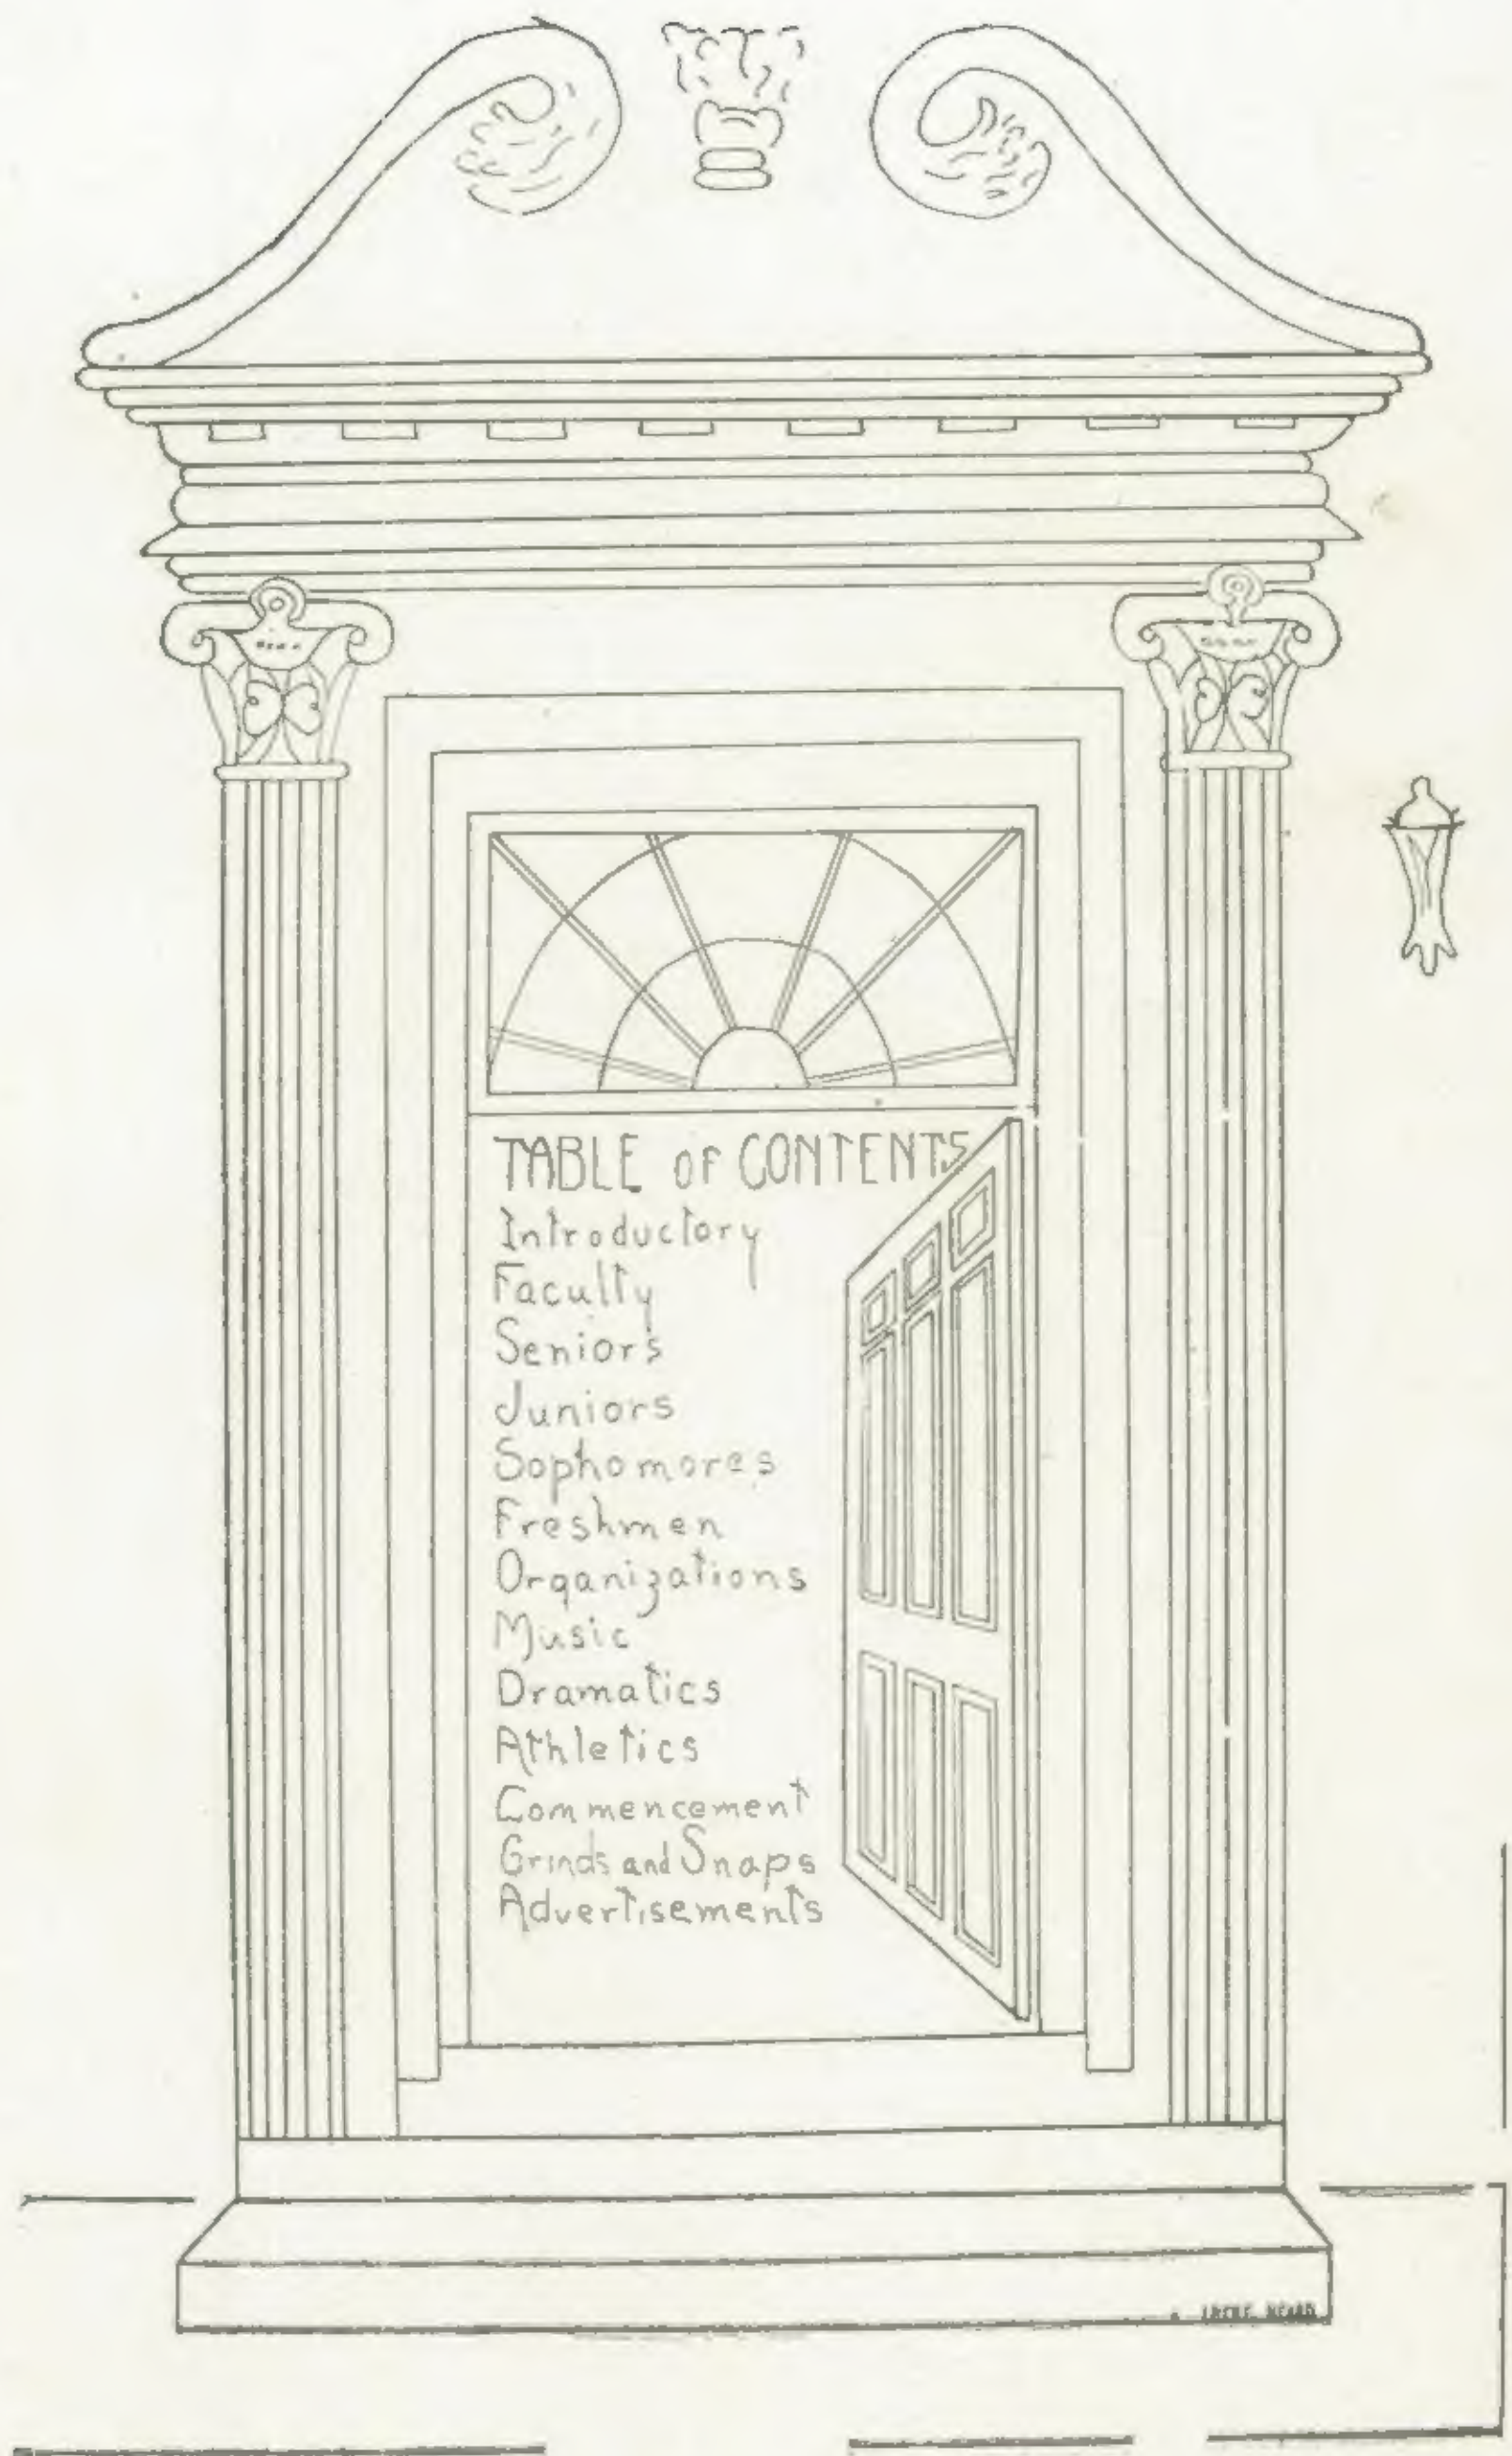 TABLE OF CONTENTS
Introductory
Faculty
Seniors
Juniors
Sophomores
Freshmen
Organizations
Music
Dramatics
Athletics
Commencement
Grinds and Snaps
Advertisements